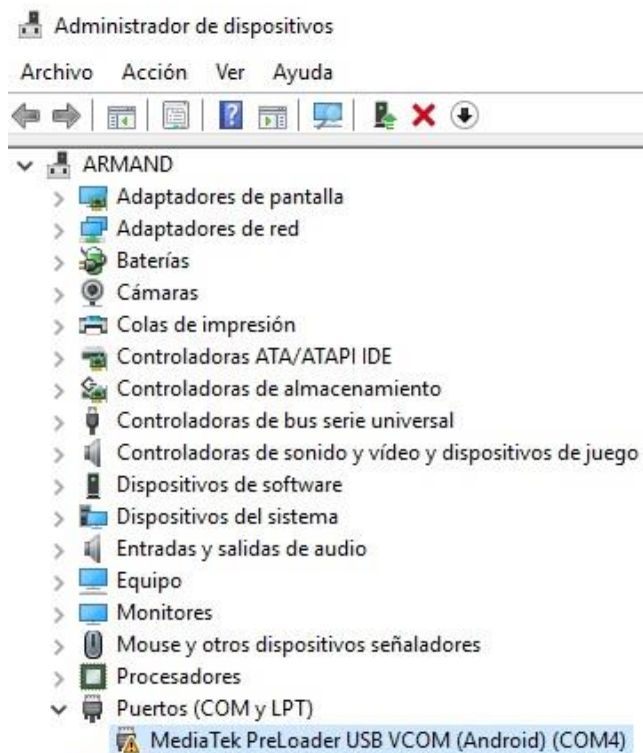 Administrador de dispositivos
Archivo Acción Ver Ayuda
ARMAND
Adaptadores de pantalla
Adaptadores de red
Baterías
Cámaras
Colas de impresión
Controladoras ATA/ATAPI IDE
Controladoras de almacenamiento
Controladoras de bus serie universal
Controladoras de sonido y vídeo y dispositivos de juego
Dispositivos de software
Dispositivos del sistema
Entradas y salidas de audio
Equipo
Monitores
Mouse y otros dispositivos señaladores
Procesadores
Puertos (COM y LPT)
MediaTek PreLoader USB VCOM (Android) (COM4)